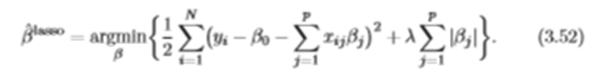 β̂^lasso = argmin_β { 1/2 ∑_{i=1}^{N} (y_i − β_0 − ∑_{j=1}^{p} x_{ij}β_j)^2 + λ ∑_{j=1}^{p} |β_j| }. (3.52)